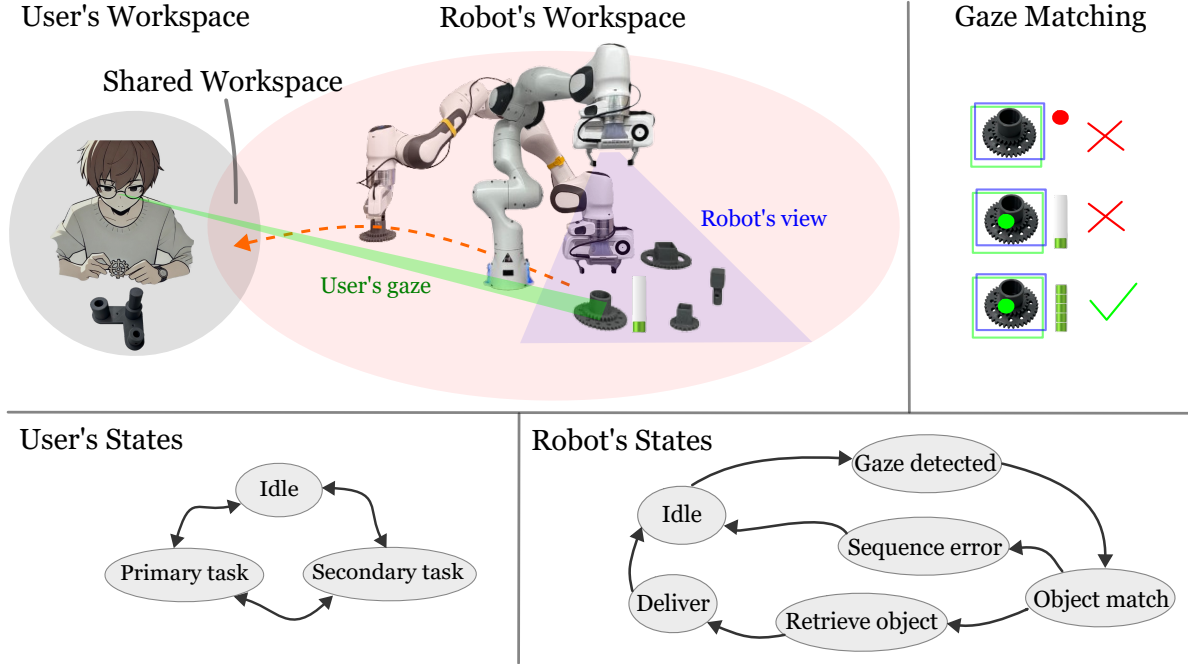 User's Workspace
Robot's Workspace
Gaze Matching
Shared Workspace
Robot's view
User's gaze
User's States
Idle
Primary task
Secondary task
Robot's States
Gaze detected
Idle
Sequence error
Object match
Deliver
Retrieve object